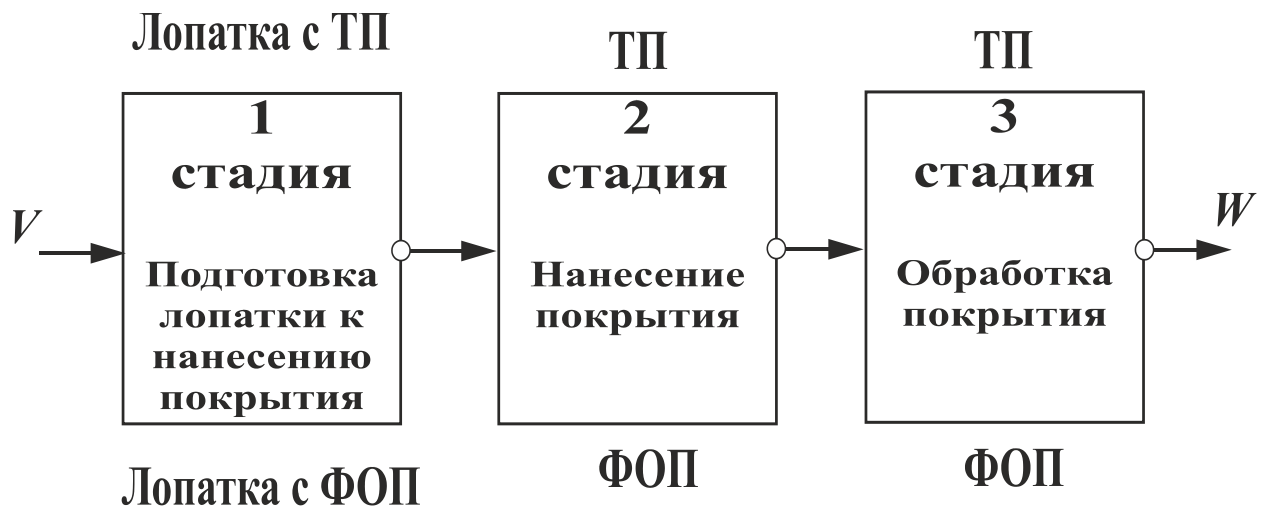 Лопатка с ТП
ТП
ТП
1
стадия
2
стадия
3
стадия
V
W
Подготовка
лопатки к
нанесению
покрытия
Нанесение
покрытия
Обработка
покрытия
Лопатка с ФОП
ФОП
ФОП